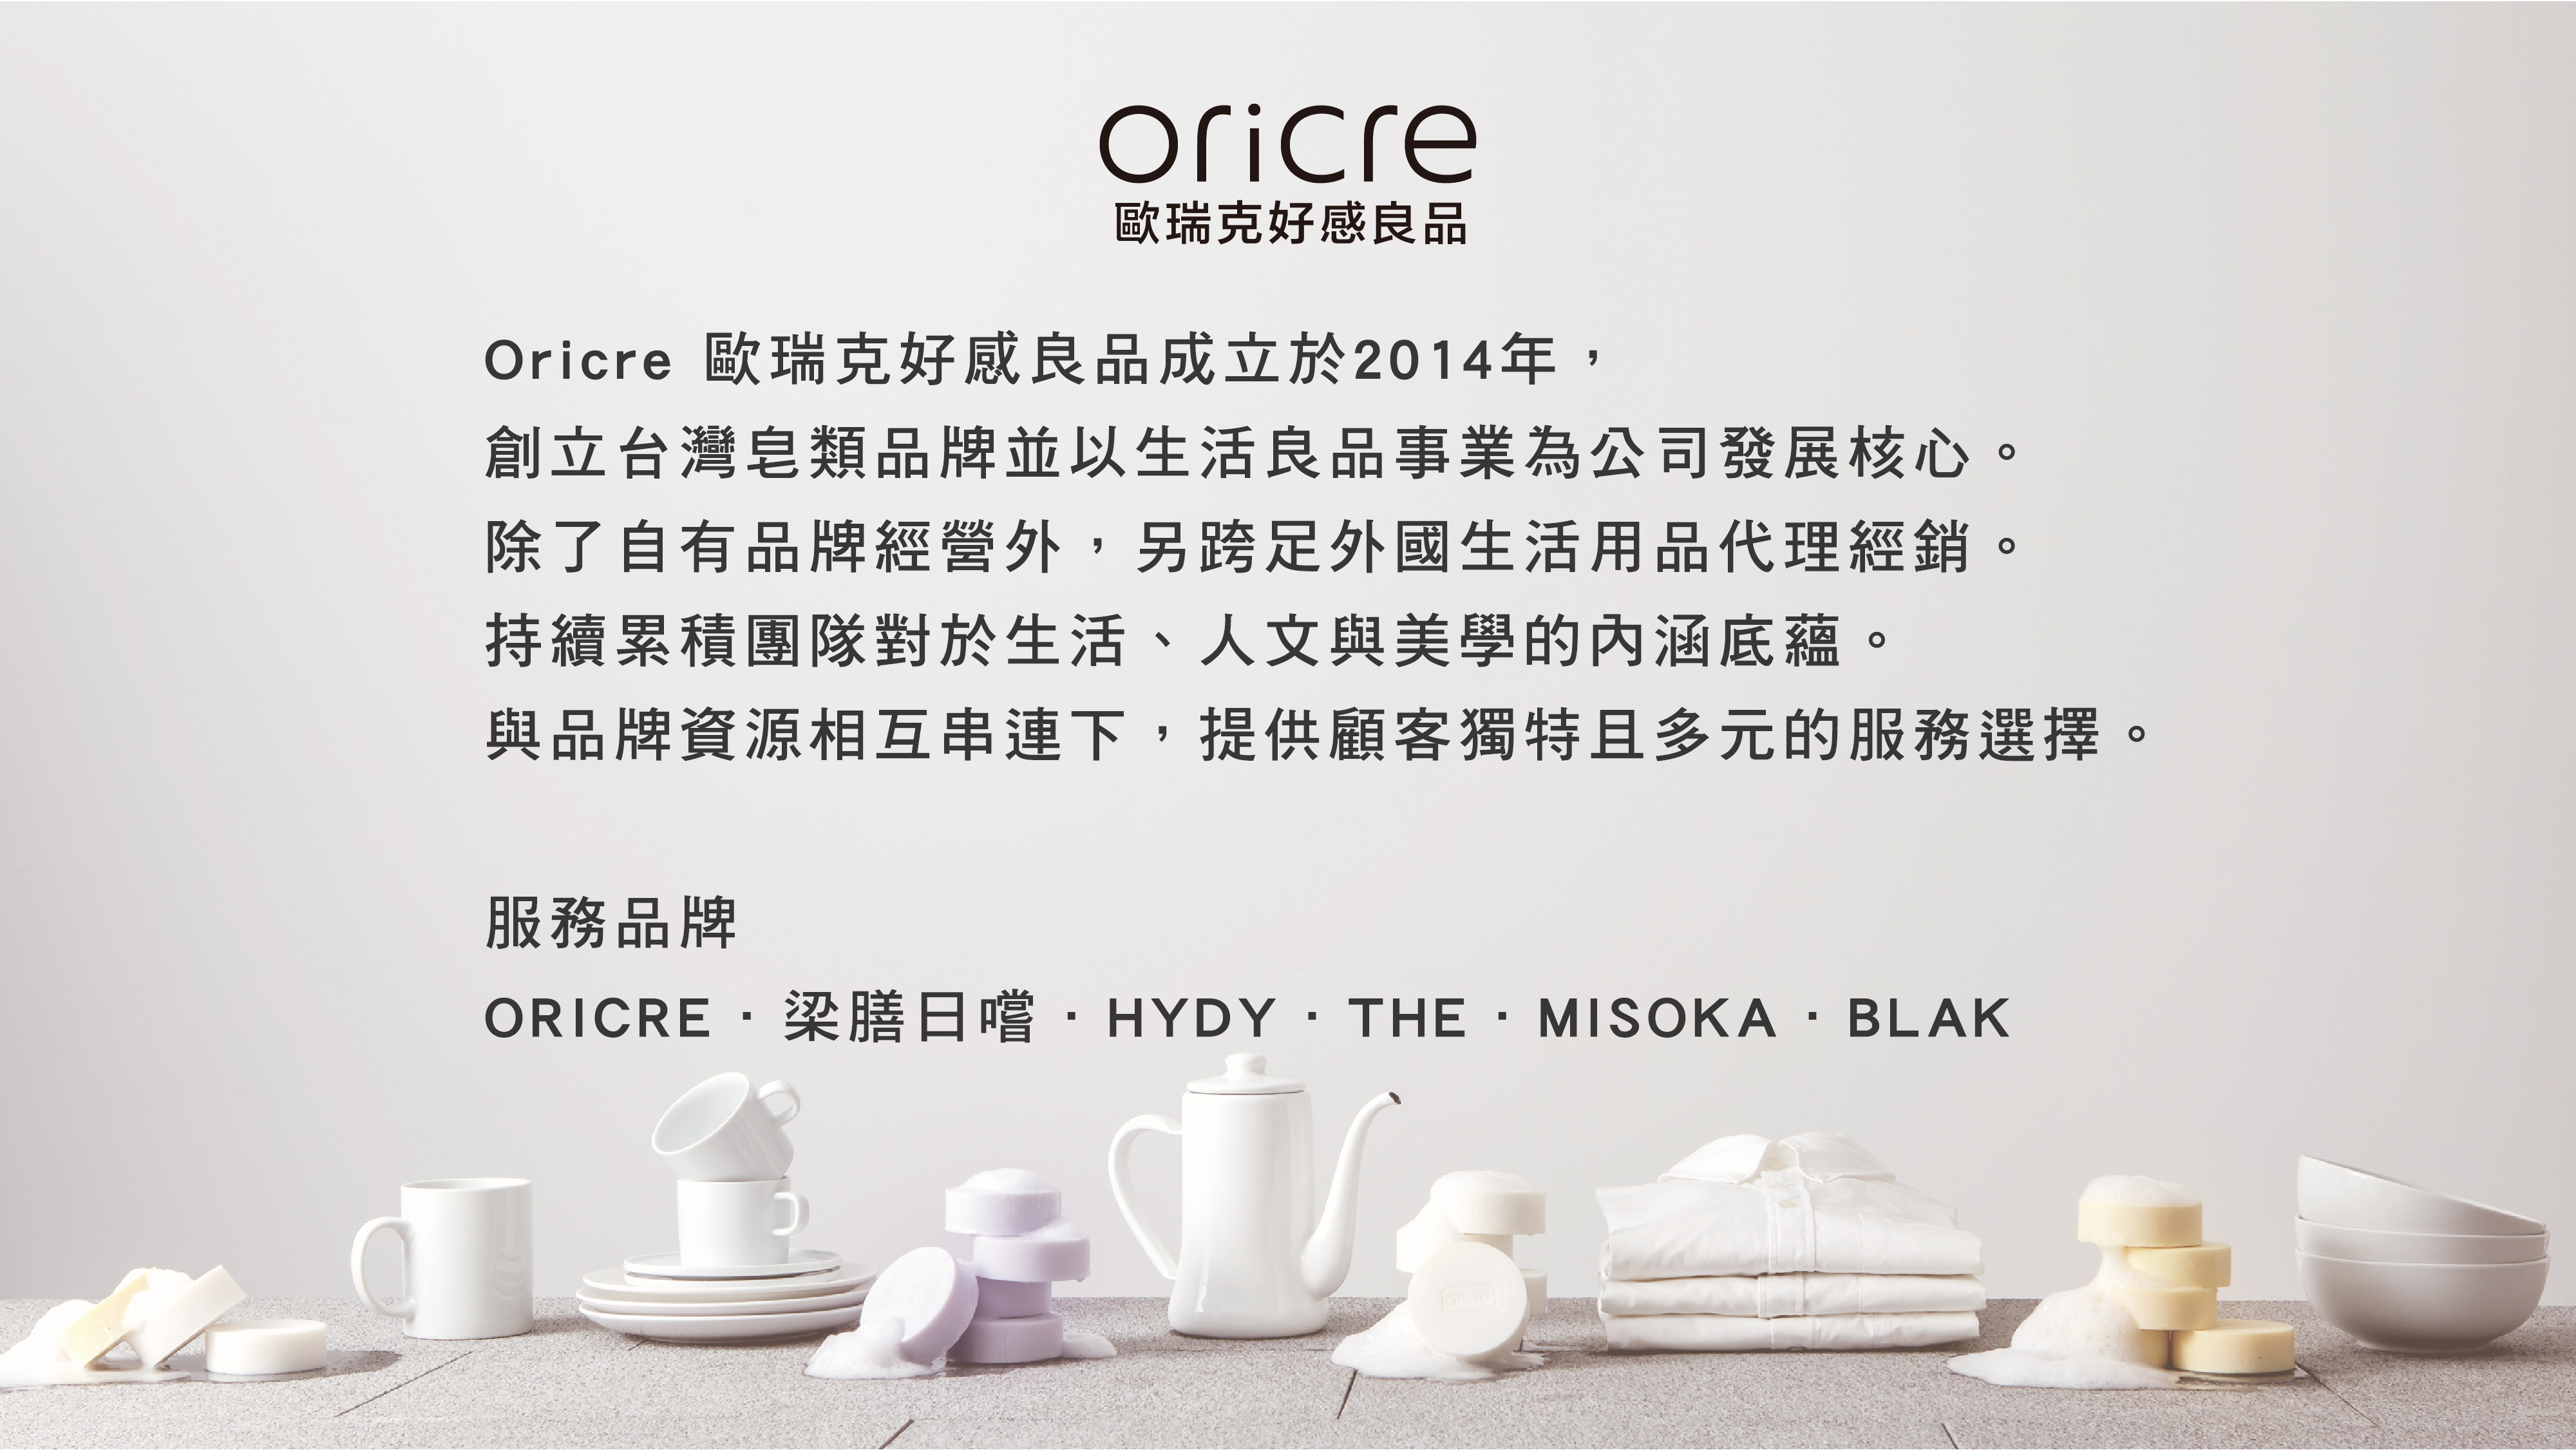 oricre
歐瑞克好感良品
Oricre 歐瑞克好感良品成立於2014年，
創立台灣皂類品牌並以生活良品事業為公司發展核心。
除了自有品牌經營外，另跨足外國生活用品代理經銷。
持續累積團隊對於生活、人文與美學的內涵底蘊。
與品牌資源相互串連下，提供顧客獨特且多元的服務選擇。
服務品牌
ORICRE · 梁膳日嚐 · HYDY · THE · MISOKA · BLAK